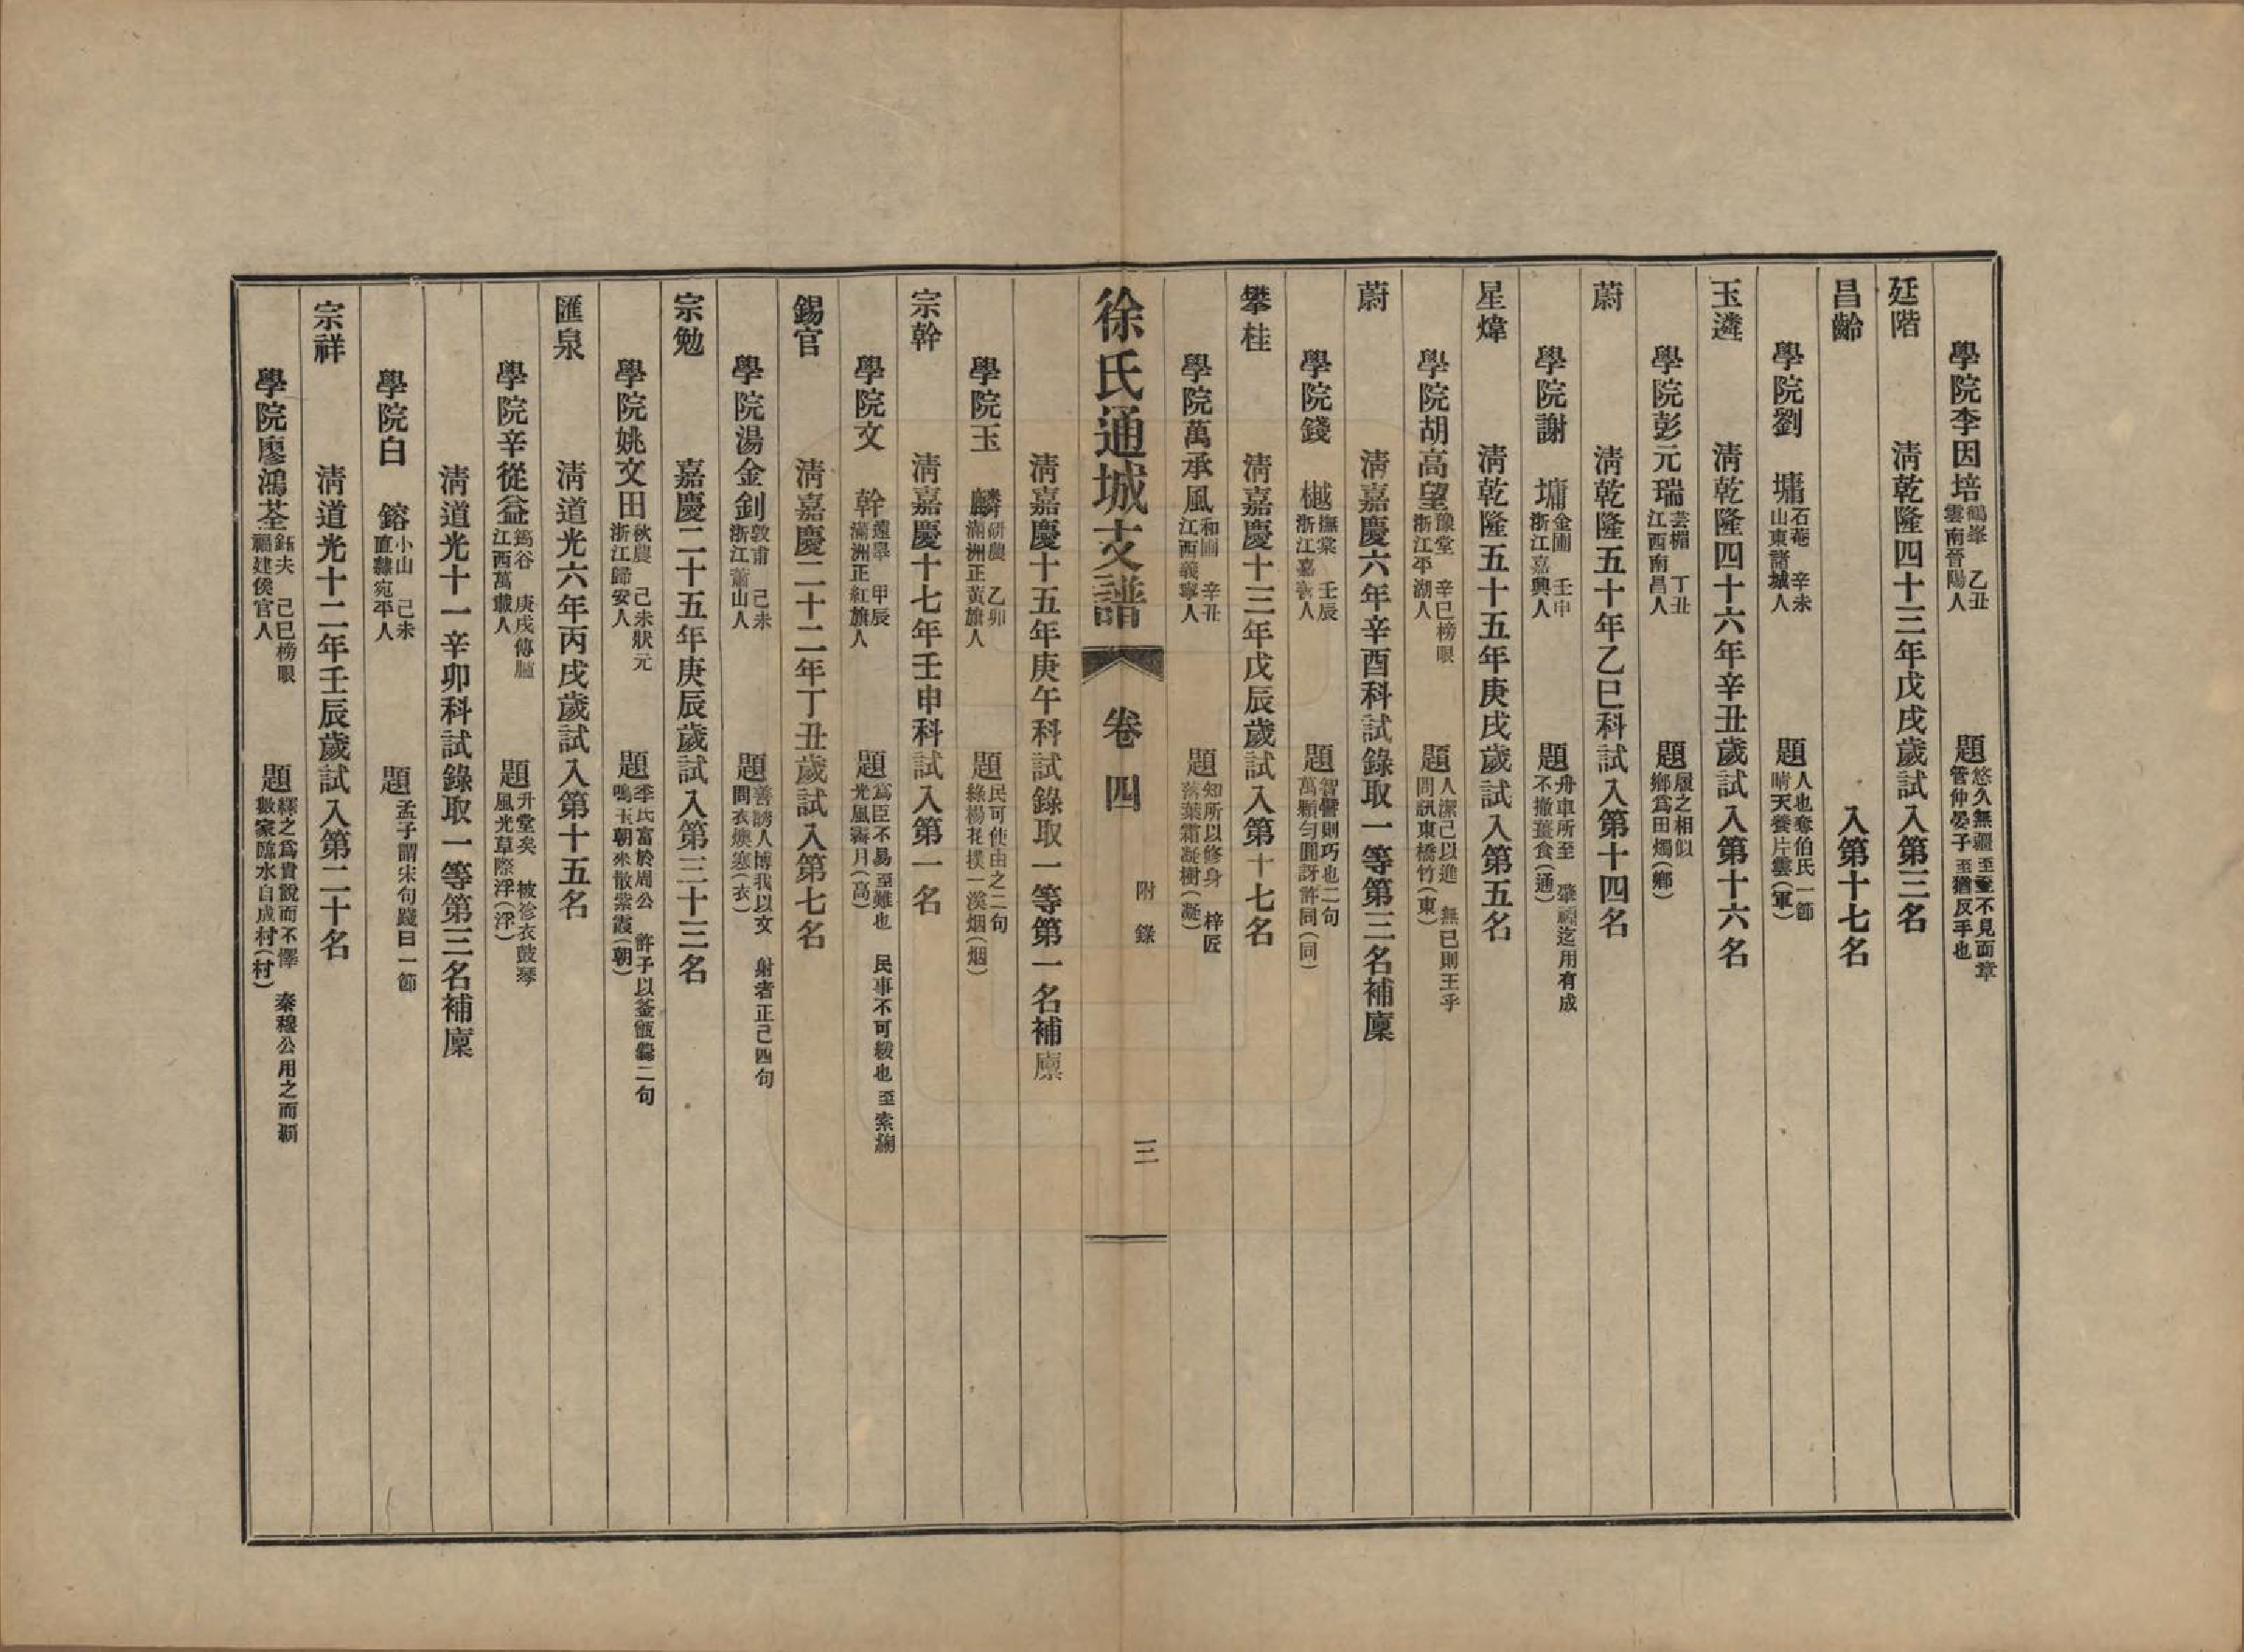 學院李因培鶴峯 乙丑雲南晉陽人 題悠久無疆至不見而章管仲晏子至猶反手也
廷階 清乾隆四十三年戊戌歲試入第三名
昌齡 入第十七名
學院劉 墉石菴 辛未山東諸城人 題人也奪伯氏一節晴天養片雲(軍)
玉遴 清乾隆四十六年辛丑歲試入第十六名
學院彭元瑞芸楣 丁丑江西南昌人 題履之相似鄉爲田燭(鄉)
蔚 清乾隆五十年乙巳科試入第十四名
學院謝 墉金圃 壬申浙江嘉興人 題舟車所至 肇禋迄用有成不撤薑食(通)
星煒 清乾隆五十五年庚戌歲試入第五名
學院胡高望豫堂 辛巳榜眼浙江平湖人 題人潔己以進 無已則王乎問訊東橋竹(東)
蔚 清嘉慶六年辛酉科試錄取一等第三名補廩
學院錢 樾撫棠 壬辰浙江嘉善人 題智譬則巧也二句萬顆勻圓訝許同(同)
攀桂 清嘉慶十三年戊辰歲試入第十七名
學院萬承風和圃 辛丑江西義寧人 題知所以修身 梓匠落葉霜凝樹(凝)
徐氏通城支譜 卷四 附錄 三
清嘉慶十五年庚午科試錄取一等第一名補廩
學院玉 麟研農 乙卯滿洲正黃旗人 題民可使由之二句綠楊花撲一溪烟(烟)
宗幹 清嘉慶十七年壬申科試入第一名
學院文 幹遠臯 甲辰滿洲正紅旗人 題爲臣不易至難也 民事不可緩也至索綯光風霽月(高)
錫官 清嘉慶二十二年丁丑歲試入第七名
學院湯金釗敦甫 己未浙江蕭山人 題善誘人博我以文 射者正己四句問衣燠寒(衣)
宗勉 嘉慶二十五年庚辰歲試入第三十三名
學院姚文田秋農 己未狀元浙江歸安人 題季氏富於周公 許子以釜甑爨二句鳴玉朝來散紫霞(朝)
匯泉 清道光六年丙戌歲試入第十五名
學院辛從益筠谷 庚戌傳臚江西萬載人 題升堂矣 被袗衣鼓琴風光草際浮(浮)
清道光十一辛卯科試錄取一等第三名補廩
學院白 鎔小山 己未直隸宛平人 題孟子謂宋句踐曰一節
宗祥 清道光十二年壬辰歲試入第二十名
學院廖鴻荃鈺夫 己巳榜眼福建侯官人 題繹之爲貴說而不懌 秦穆公用之而霸數家臨水自成村(村)